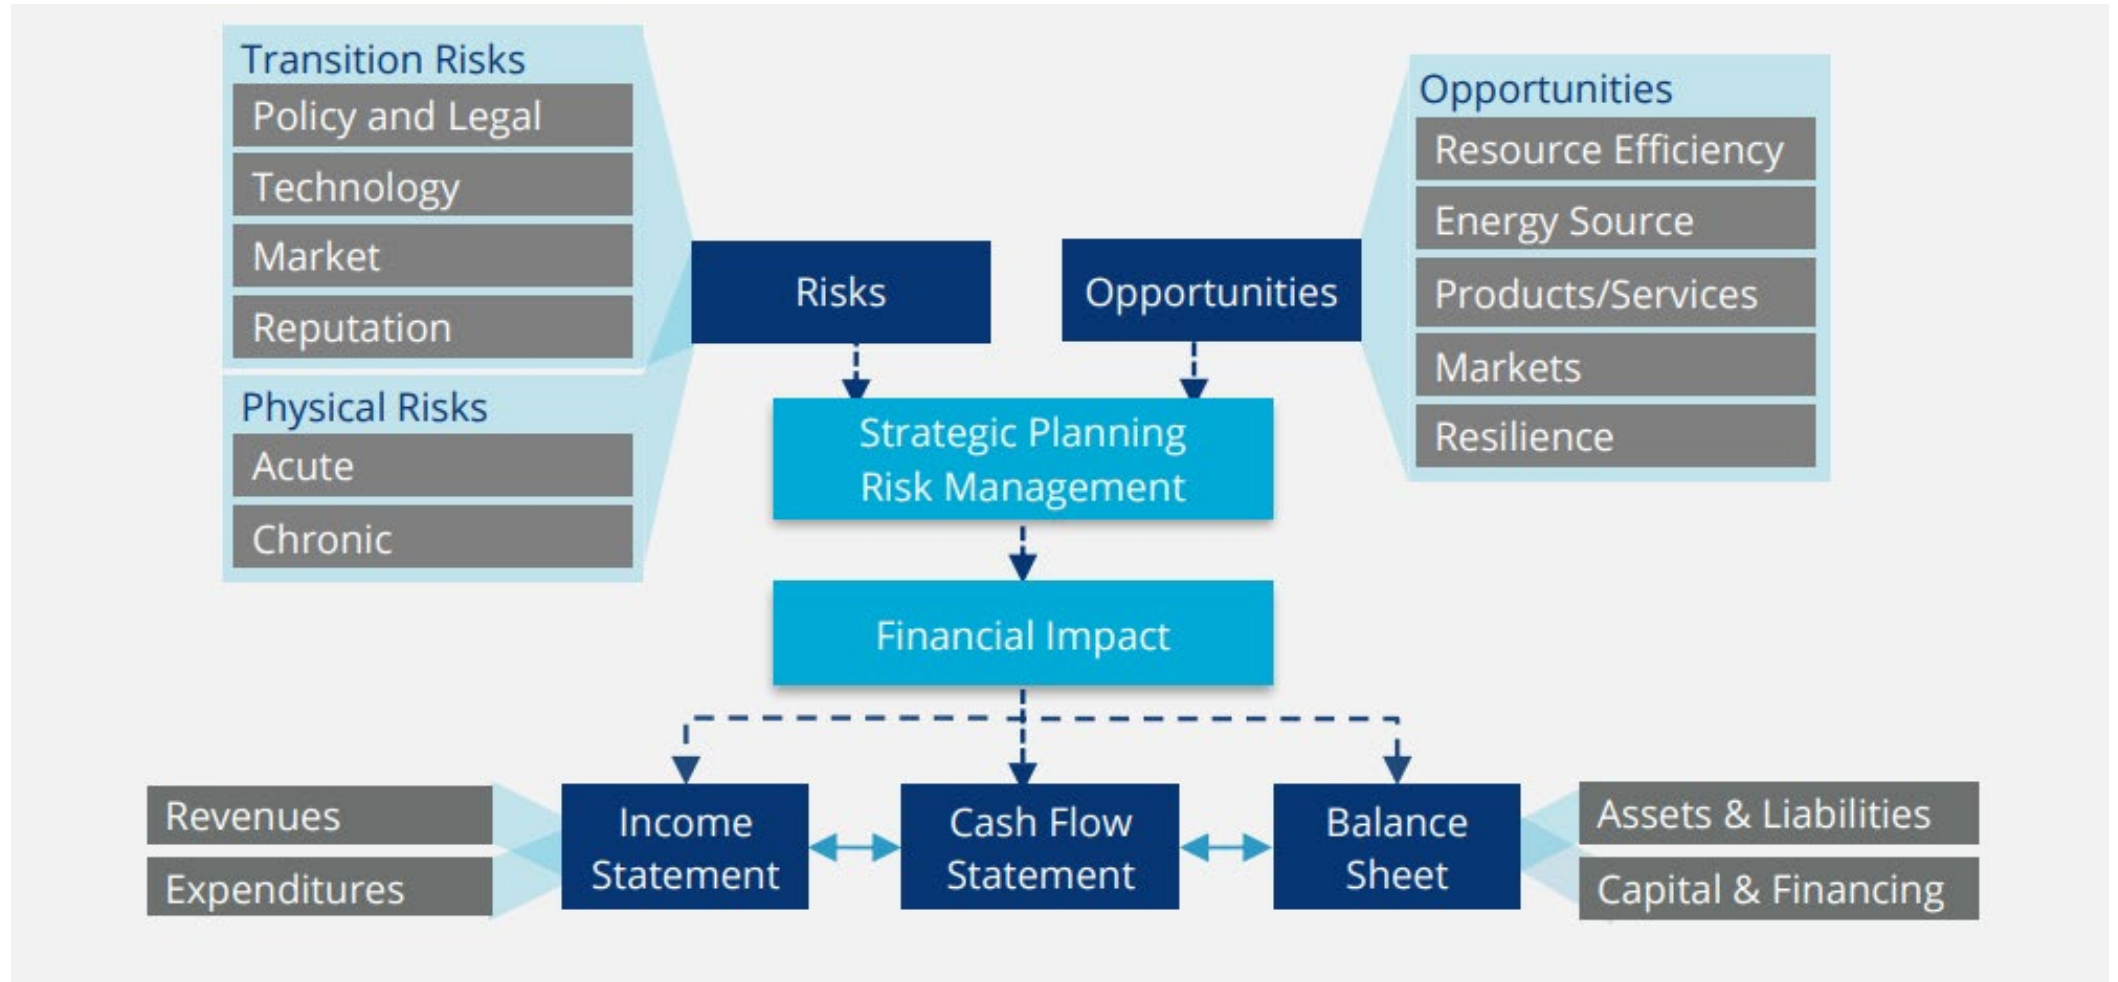 Transition Risks
Policy and Legal
Technology
Market
Reputation
Physical Risks
Acute
Chronic
Risks
Opportunities
Opportunities
Resource Efficiency
Energy Source
Products/Services
Markets
Resilience
Strategic Planning
Risk Management
Financial Impact
Revenues
Expenditures
Income
Statement
Cash Flow
Statement
Balance
Sheet
Assets & Liabilities
Capital & Financing